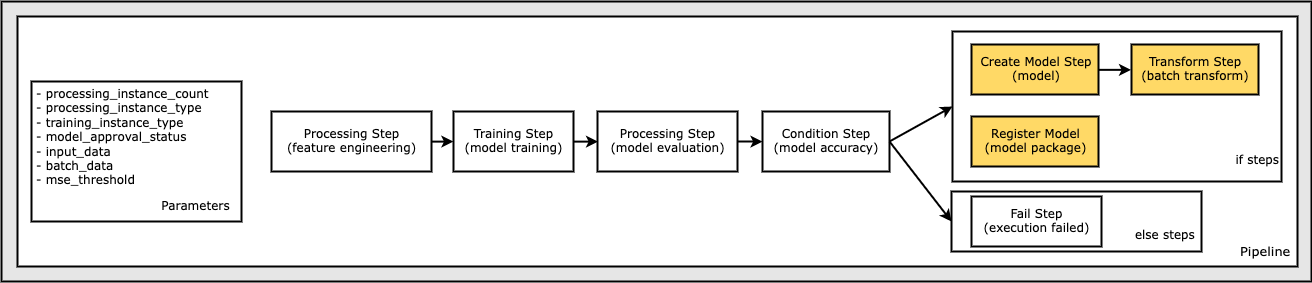 - processing_instance_count
- processing_instance_type
- training_instance_type
- model_approval_status
- input_data
- batch_data
- mse_threshold
Parameters
Processing Step
(feature engineering)
Training Step
(model training)
Processing Step
(model evaluation)
Condition Step
(model accuracy)
Create Model Step
(model)
Transform Step
(batch transform)
Register Model
(model package)
if steps
Fail Step
(execution failed)
else steps
Pipeline